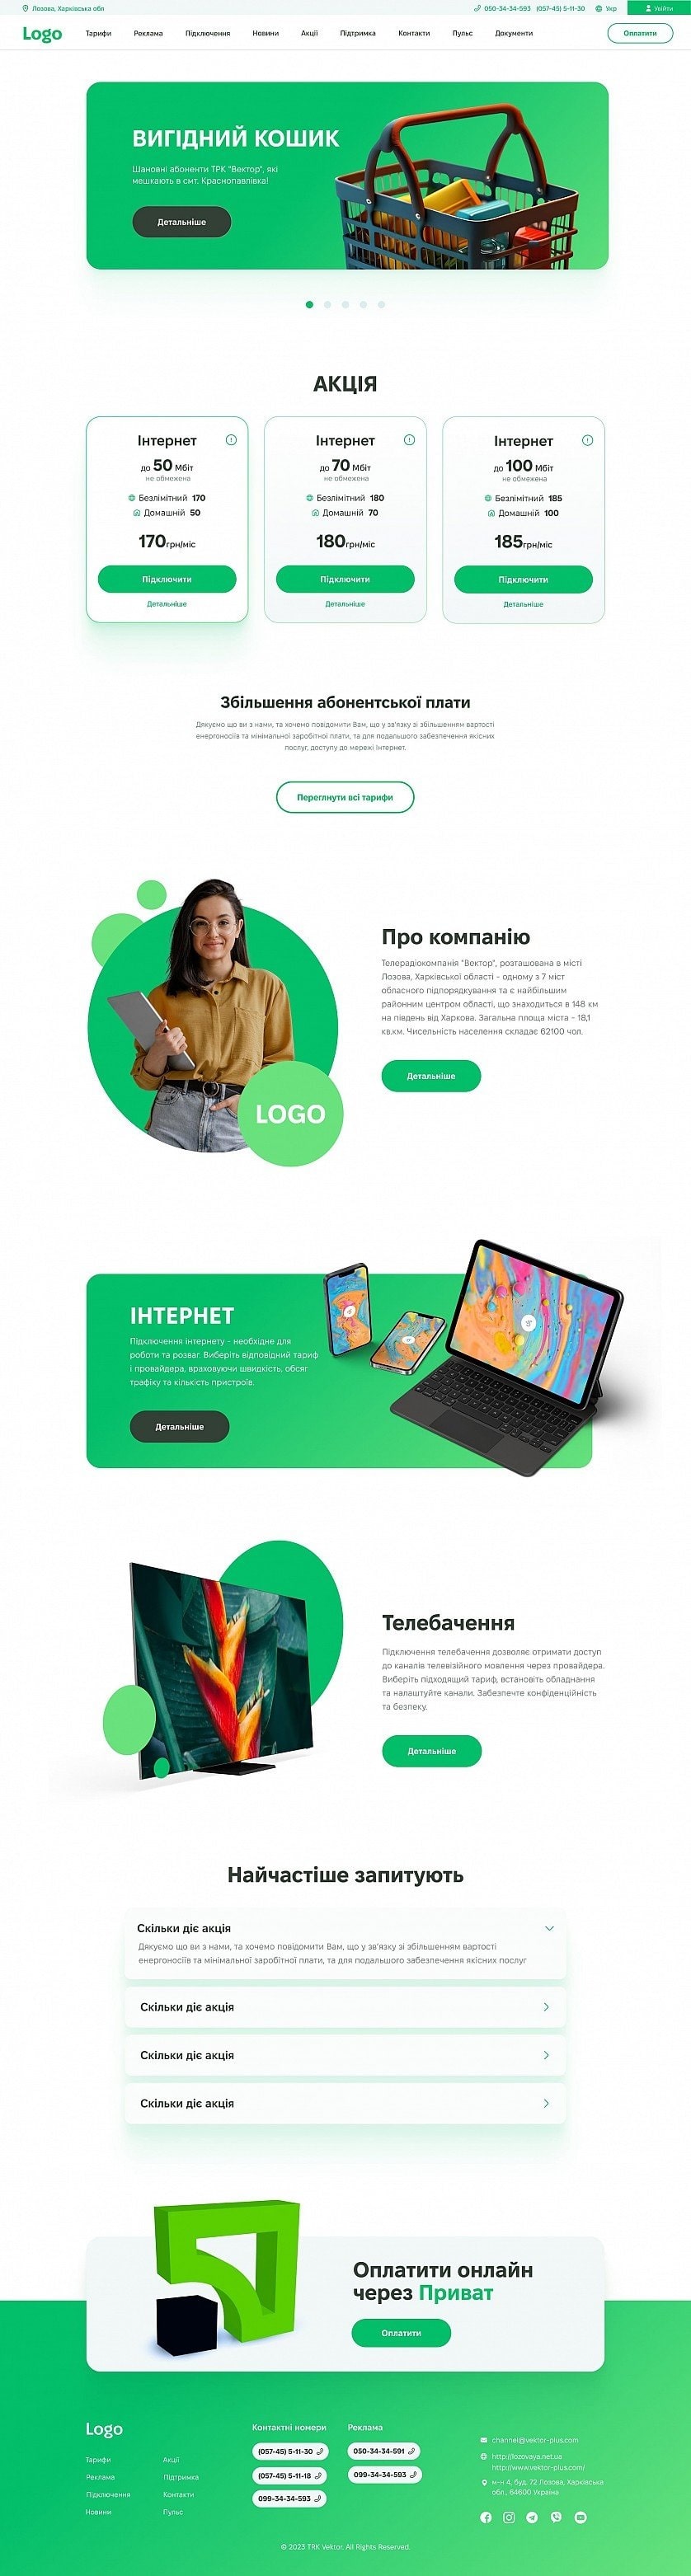 Лозова, Харківська обл
050-34-34-593 (057-45) 5-11-30 Укр Увійти
Logo Тарифи Реклама Підключення Новини Акції Підтримка Контакти Пульс Документи Оплатити
ВИГІДНИЙ КОШИК
Шановні абоненти ТРК "Вектор", які
мешкають в смт. Краснопавлівка!
Детальніше
АКЦІЯ
Інтернет
до 50 Мбіт
не обмежена
Безлімітний 170
Домашній 50
170грн/міс
Підключити
Детальніше
Інтернет
до 70 Мбіт
не обмежена
Безлімітний 180
Домашній 70
180грн/міс
Підключити
Детальніше
Інтернет
до 100 Мбіт
не обмежена
Безлімітний 185
Домашній 100
185грн/міс
Підключити
Детальніше
Збільшення абонентської плати
Дякуємо що ви з нами, та хочемо повідомити Вам, що у зв'язку зі збільшенням вартості
енергоносіїв та мінімальної заробітної плати, та для подальшого забезпечення якісних
послуг, доступу до мережі Інтернет.
Переглянути всі тарифи
Про компанію
Телерадіокомпанія "Вектор", розташована в місті
Лозова, Харківської області - одному з 7 міст
обласного підпорядкування та є найбільшим
районним центром області, що знаходиться в 148 км
на південь від Харкова. Загальна площа міста - 18,1
кв.км. Чисельність населення складає 62100 чол.
Детальніше
LOGO
ІНТЕРНЕТ
Підключення інтернету - необхідне для
роботи та розваг. Виберіть відповідний тариф
і провайдера, враховуючи швидкість, обсяг
трафіку та кількість пристроїв.
Детальніше
Телебачення
Підключення телебачення дозволяє отримати доступ
до каналів телевізійного мовлення через провайдера.
Виберіть підходящий тариф, встановіть обладнання
та налаштуйте канали. Забезпечте конфіденційність
та безпеку.
Детальніше
Найчастіше запитують
Скільки діє акція
Дякуємо що ви з нами, та хочемо повідомити Вам, що у зв'язку зі збільшенням вартості
енергоносіїв та мінімальної заробітної плати, та для подальшого забезпечення якісних послуг
Скільки діє акція
Скільки діє акція
Скільки діє акція
Оплатити онлайн
через Приват
Оплатити
Logo
Тарифи
Реклама
Підключення
Новини
Акції
Підтримка
Контакти
Пульс
Контактні номери
(057-45) 5-11-30
(057-45) 5-11-18
099-34-34-593
Реклама
050-34-34-591
099-34-34-593
channel@vektor-plus.com
http://lozovaya.net.ua
http://www.vektor-plus.com/
м-н 4, буд. 72 Лозова, Харківська
обл., 64600 Україна
© 2023 TRK Vektor. All Rights Reserved.